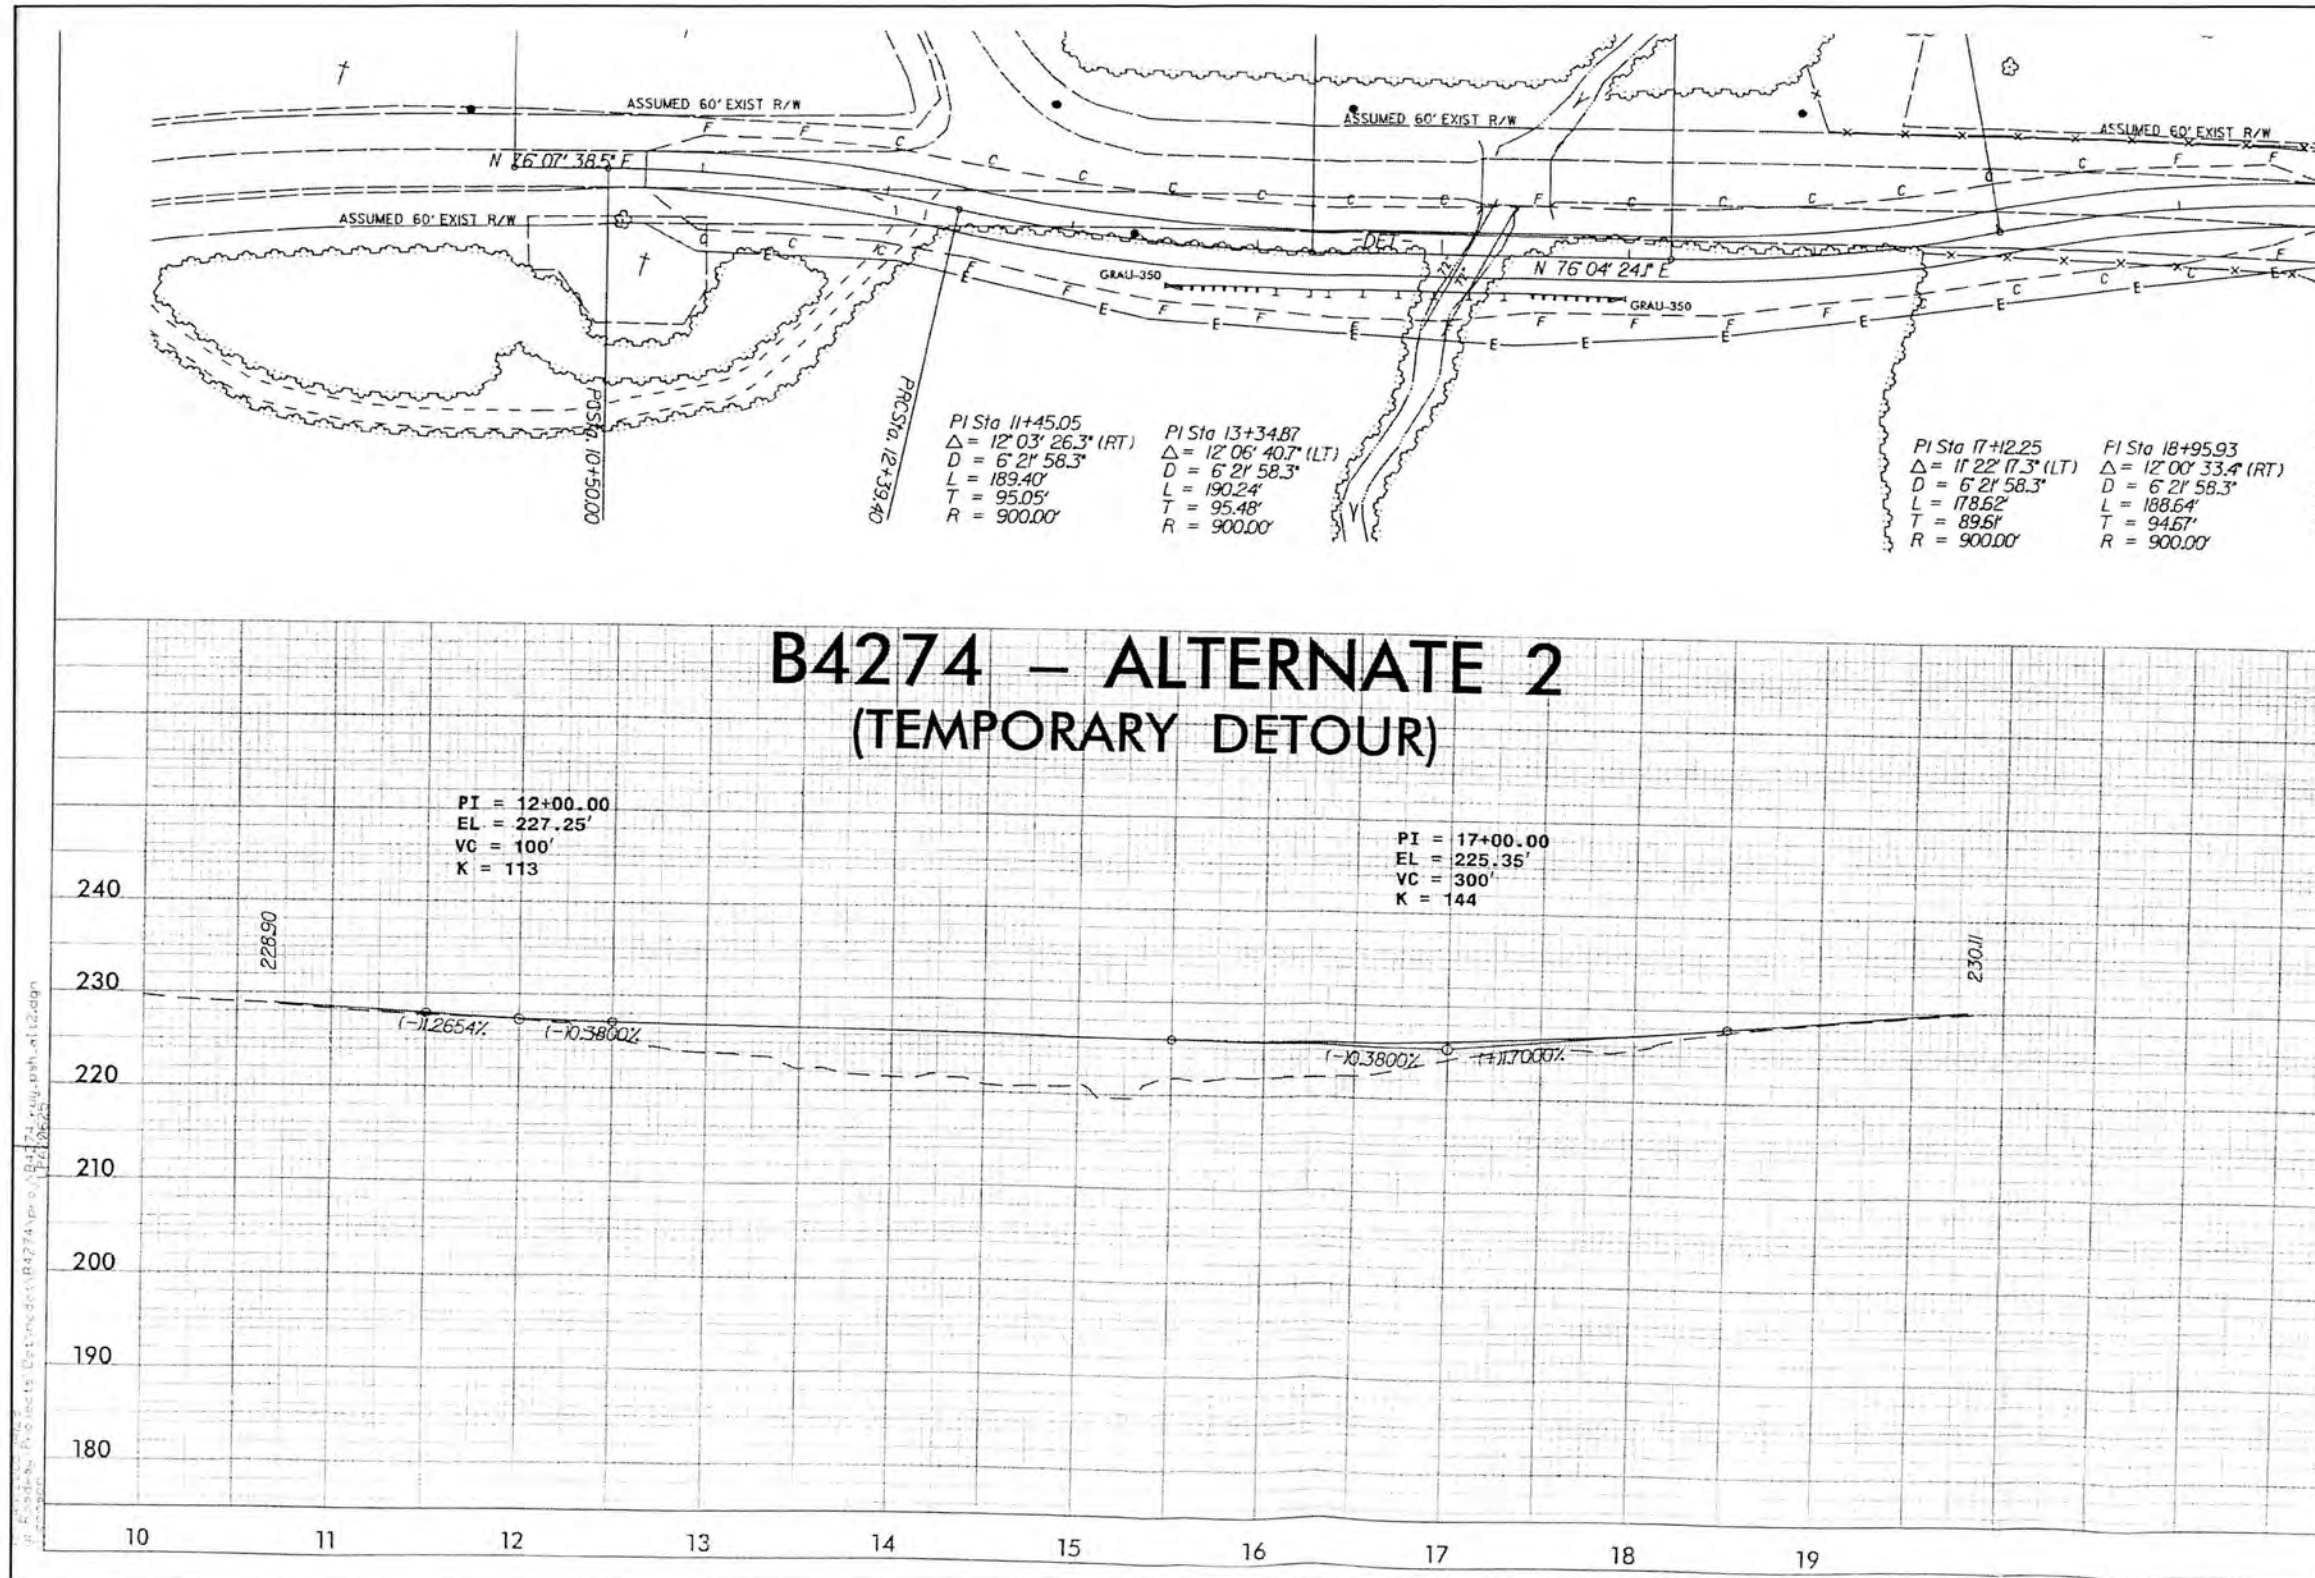 ASSUMED 60' EXIST R/W
ASSUMED 60' EXIST R/W
ASSUMED 60' EXIST R/W
N 76 07' 38.5" E
ASSUMED 60' EXIST R/W
-DET-
N 76 04' 24.1" E
GRAU-350
GRAU-350
PRCSta. 12+39.40
PI Sta 11+45.05
Δ = 12° 03' 26.3" (RT)
D = 6° 21' 58.3"
L = 189.40'
T = 95.05'
R = 900.00'
PI Sta 13+34.87
Δ = 12° 06' 40.7" (LT)
D = 6° 21' 58.3"
L = 190.24'
T = 95.48'
R = 900.00'
PI Sta 17+12.25
Δ = 11° 22' 17.3" (LT)
D = 6° 21' 58.3"
L = 178.62'
T = 89.61'
R = 900.00'
PI Sta 18+95.93
Δ = 12° 00' 33.4" (RT)
D = 6° 21' 58.3"
L = 188.64'
T = 94.67'
R = 900.00'
B4274 – ALTERNATE 2
(TEMPORARY DETOUR)
PI = 12+00.00
EL = 227.25'
VC = 100'
K = 113
PI = 17+00.00
EL = 225.35'
VC = 300'
K = 144
240
228.90
230.11
230
(-)1.2654%
(-)0.3800%
(-)0.3800%
(+)1.7000%
220
210
200
190
180
10 11 12 13 14 15 16 17 18 19